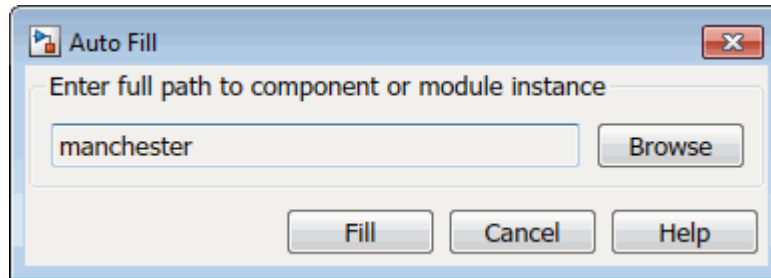 Auto Fill
Enter full path to component or module instance
manchester
Browse
Fill
Cancel
Help